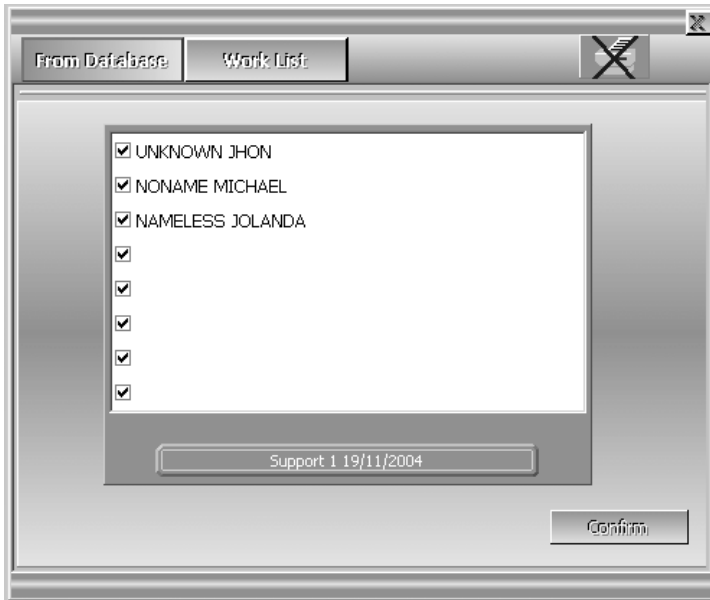 From Database Work List
UNKNOWN JHON
NONAME MICHAEL
NAMELESS JOLANDA
Support 1 19/11/2004
Confirm